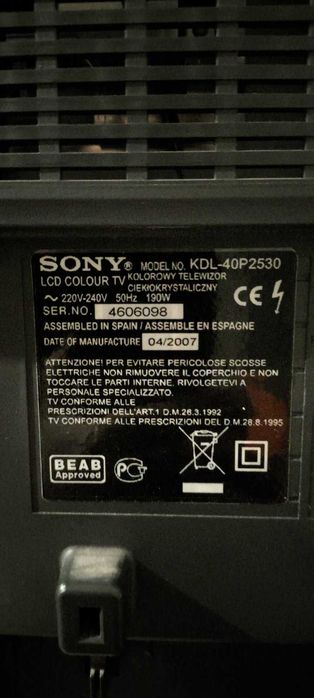 SONY® MODEL NO. KDL-40P2530
LCD COLOUR TV KOLOROWY TELEWIZOR
CIEKŁOKRYSTALICZNY
~ 220V-240V 50Hz 190W
CE
SER.NO. 4606098
ASSEMBLED IN SPAIN / ASSEMBLE EN ESPAGNE
DATE OF MANUFACTURE 04/2007
ATTENZIONE! PER EVITARE PERICOLOSE SCOSSE
ELETTRICHE NON RIMUOVERE IL COPERCHIO E NON
TOCCARE LE PARTI INTERNE. RIVOLGETEVI A
PERSONALE SPECIALIZZATO.
TV CONFORME ALLE
PRESCRIZIONI DELL'ART.1 D.M.26.3.1992
TV CONFORME ALLE PRESCRIZIONI DEL D.M.26.8.1995
BEAB
Approved